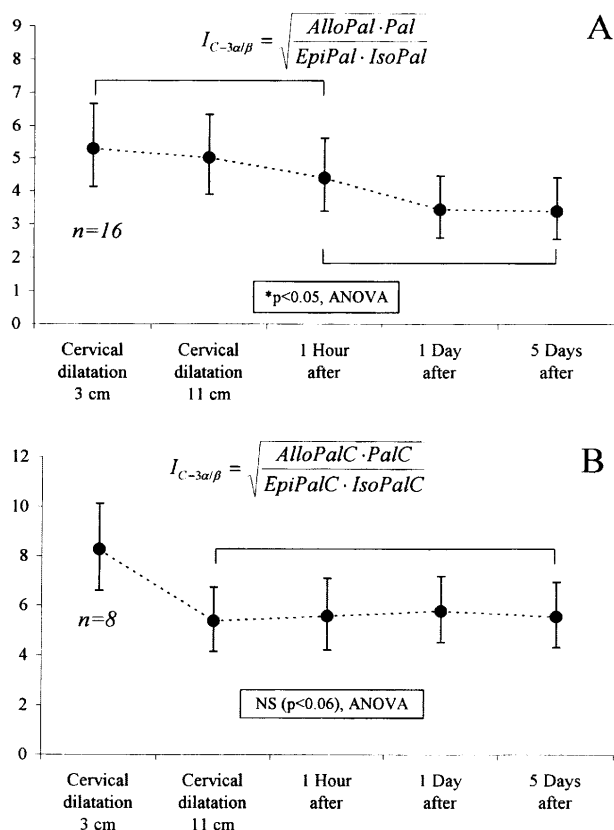 A
I_{C-3α/β} = √(AlloPal·Pal / EpiPal·IsoPal)
9
8
7
6
5
4
3
2
1
0
n=16
*p<0.05, ANOVA
Cervical dilatation 3 cm
Cervical dilatation 11 cm
1 Hour after
1 Day after
5 Days after
B
I_{C-3α/β} = √(AlloPalC·PalC / EpiPalC·IsoPalC)
12
10
8
6
4
2
0
n=8
NS (p<0.06), ANOVA
Cervical dilatation 3 cm
Cervical dilatation 11 cm
1 Hour after
1 Day after
5 Days after